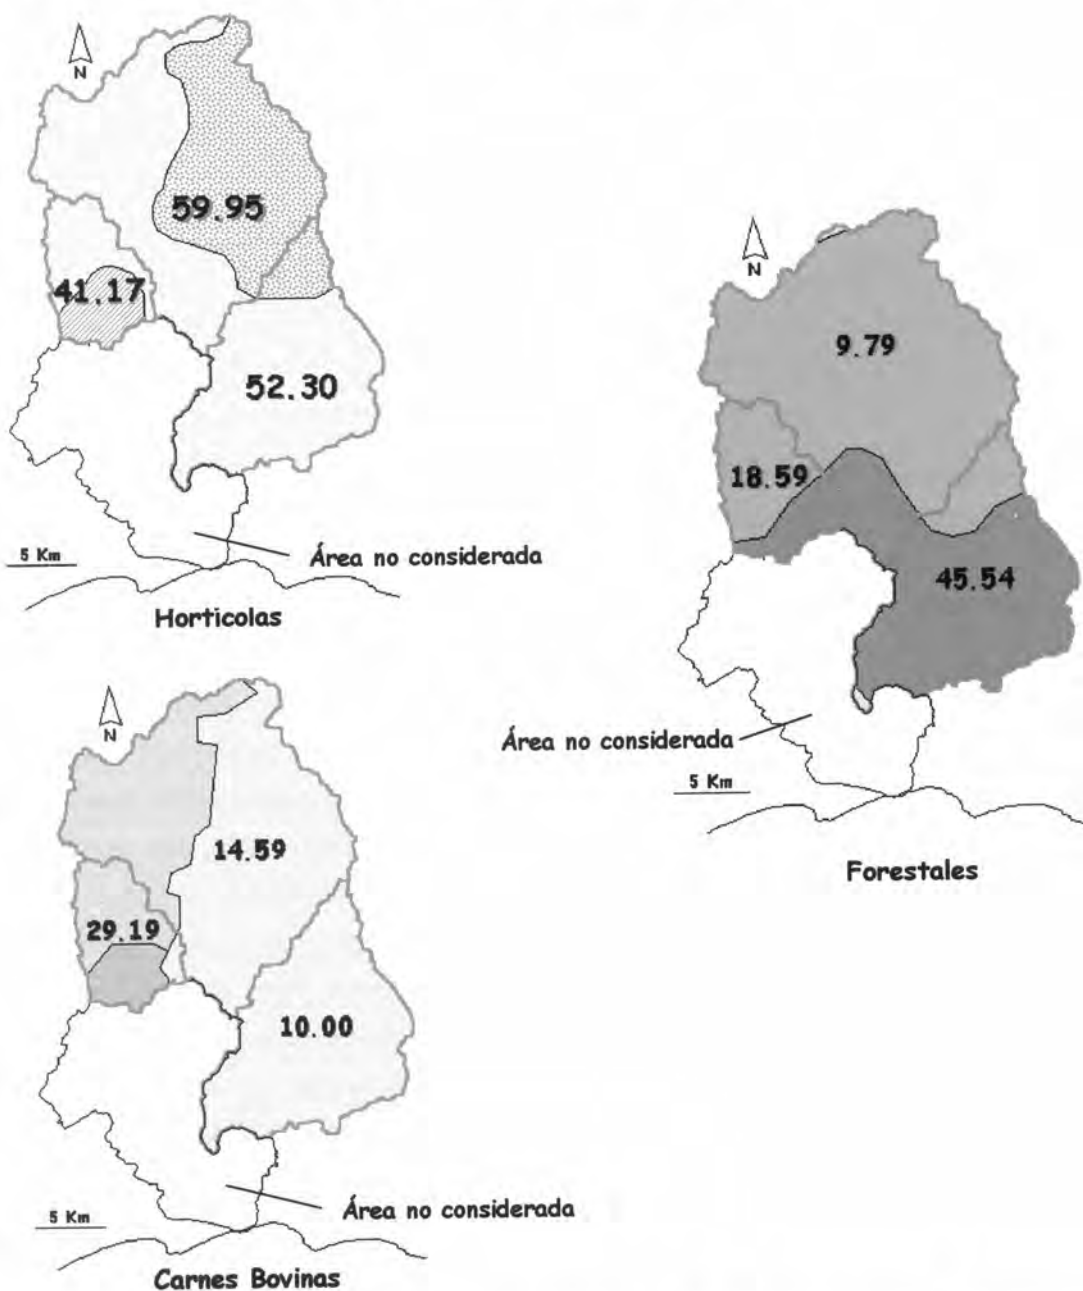 N
59.95
41.17
52.30
5 Km
Área no considerada
Horticolas
N
9.79
18.59
45.54
Área no considerada
5 Km
Forestales
N
14.59
29.19
10.00
5 Km
Área no considerada
Carnes Bovinas